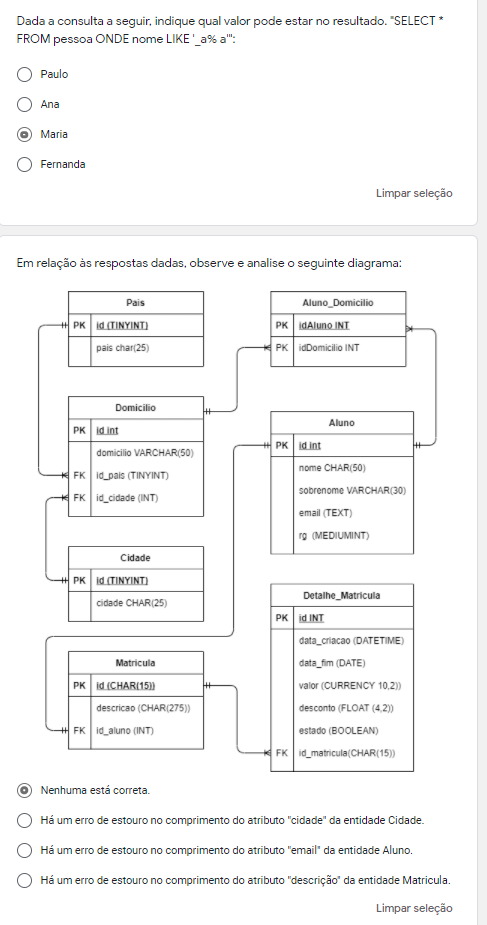 Dada a consulta a seguir, indique qual valor pode estar no resultado. "SELECT *
FROM pessoa ONDE nome LIKE '_a% a'":
Paulo
Ana
Maria
Fernanda
Limpar seleção
Em relação às respostas dadas, observe e analise o seguinte diagrama:
Pais
PK id (TINYINT)
pais char(25)
Aluno_Domicilio
PK idAluno INT
PK idDomicilio INT
Domicilio
PK id int
domicilio VARCHAR(50)
FK id_pais (TINYINT)
FK id_cidade (INT)
Aluno
PK id int
nome CHAR(50)
sobrenome VARCHAR(30)
email (TEXT)
rg (MEDIUMINT)
Cidade
PK id (TINYINT)
cidade CHAR(25)
Detalhe_Matricula
PK id INT
data_criacao (DATETIME)
data_fim (DATE)
valor (CURRENCY 10,2))
desconto (FLOAT (4,2))
estado (BOOLEAN)
FK id_matricula(CHAR(15))
Matricula
PK id (CHAR(15))
descricao (CHAR(275))
FK id_aluno (INT)
Nenhuma está correta.
Há um erro de estouro no comprimento do atributo "cidade" da entidade Cidade.
Há um erro de estouro no comprimento do atributo "email" da entidade Aluno.
Há um erro de estouro no comprimento do atributo "descrição" da entidade Matricula.
Limpar seleção